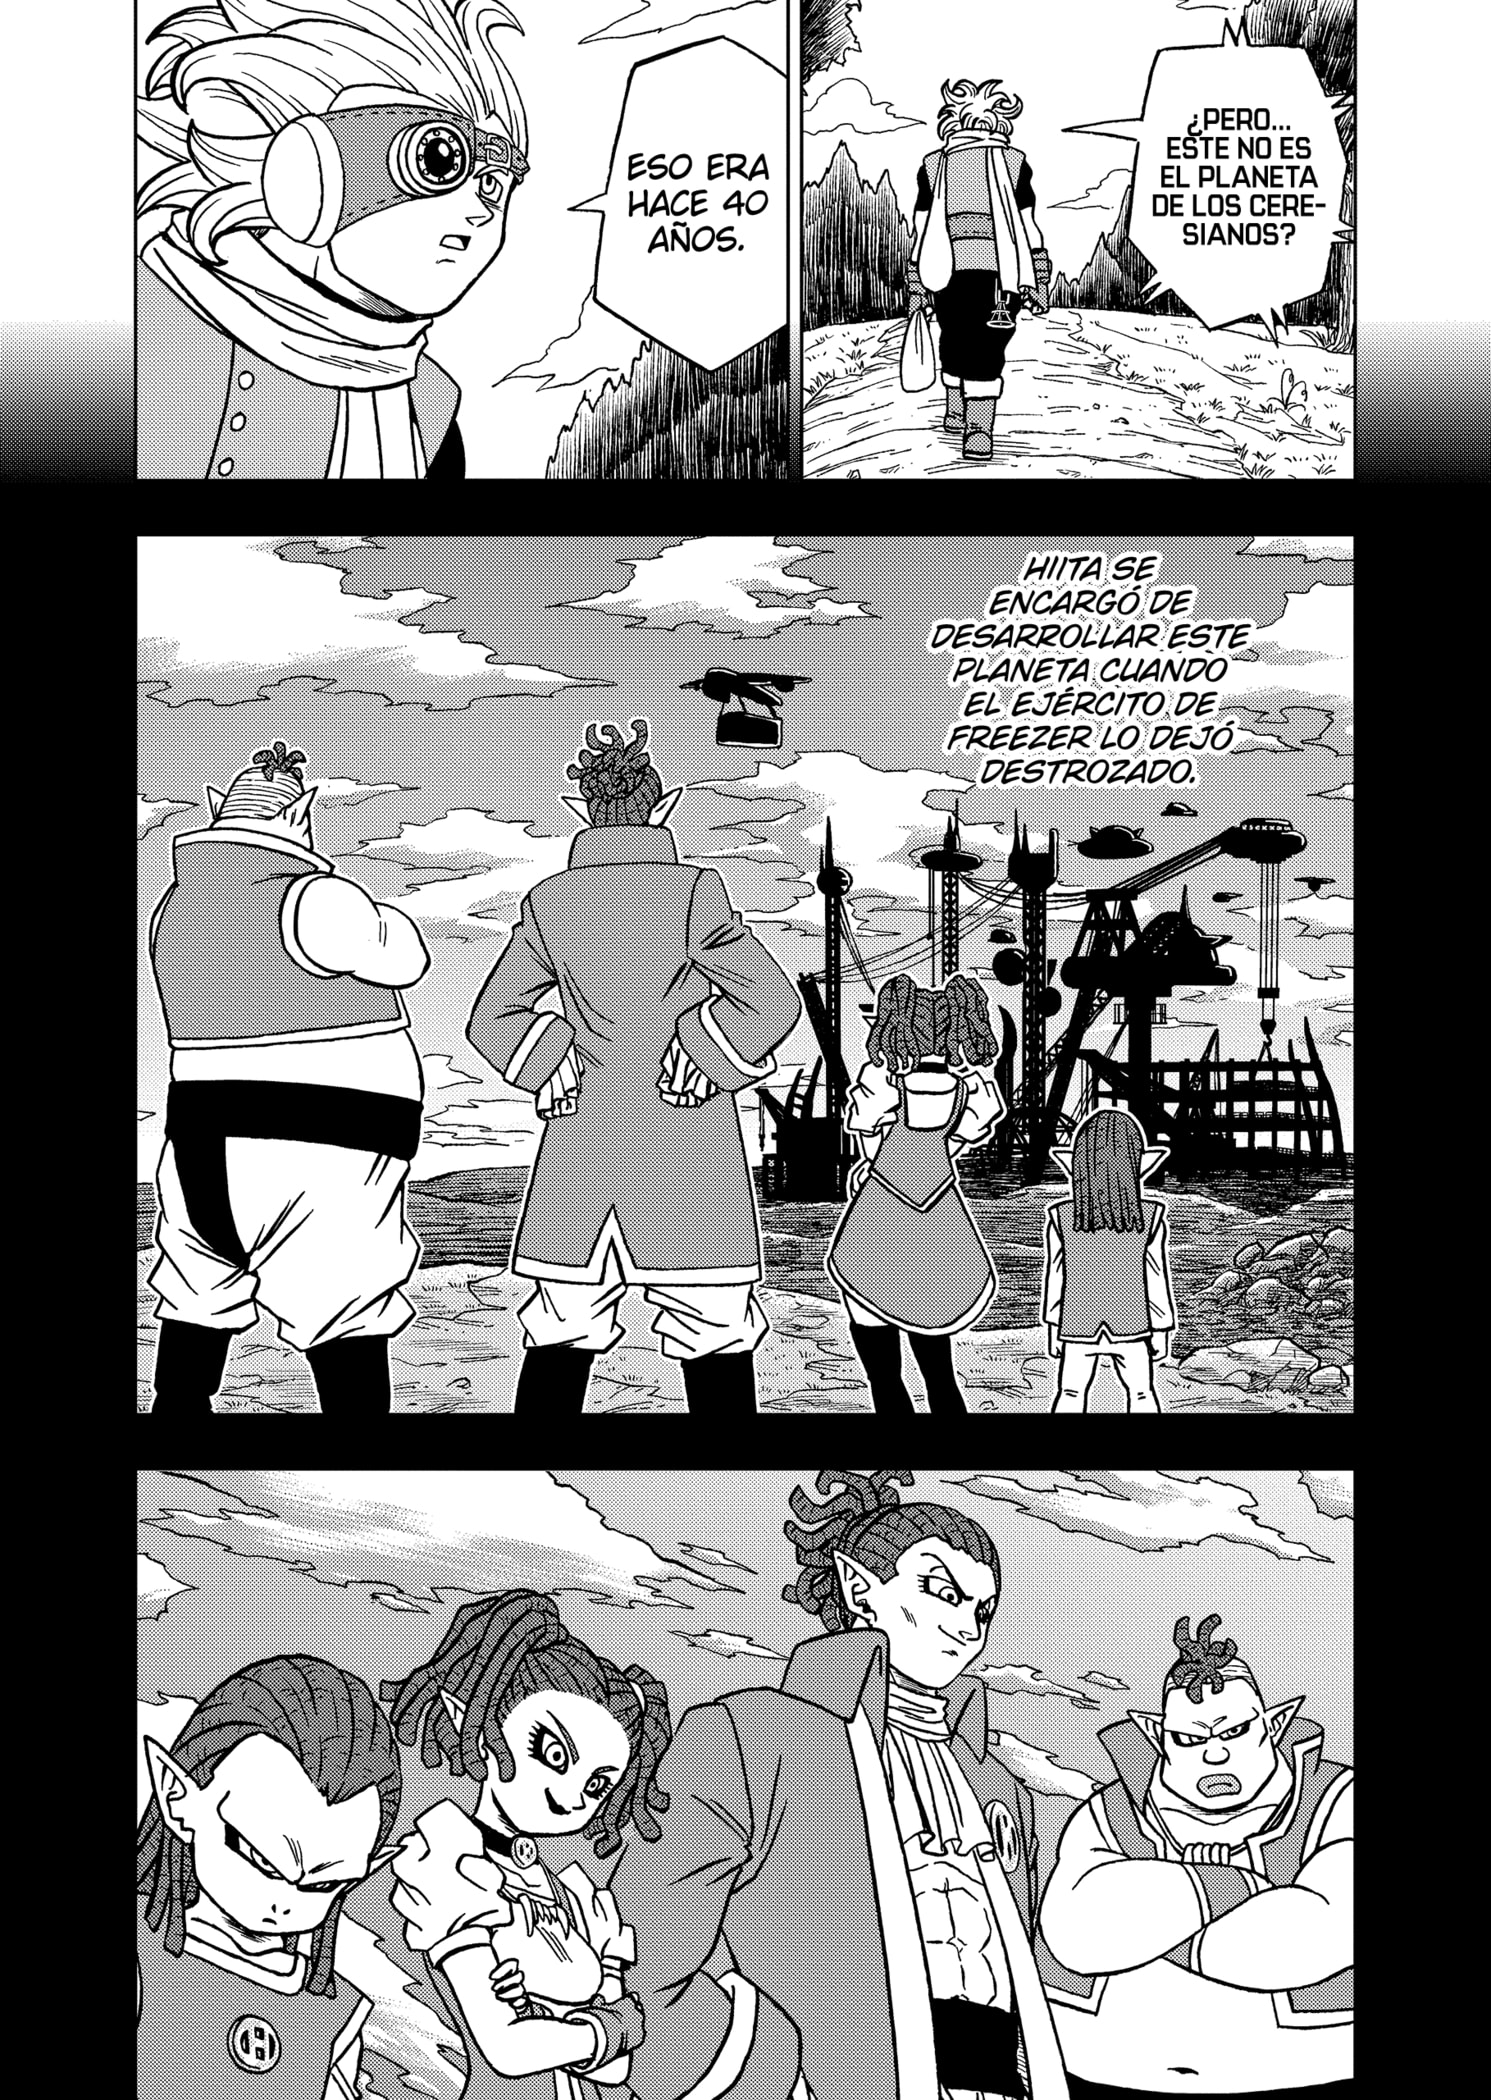 ¿PERO...
ESTE NO ES
EL PLANETA
DE LOS CERE-
SIANOS?
ESO ERA
HACE 40
AÑOS.
HIITA SE
ENCARGÓ DE
DESARROLLAR ESTE
PLANETA CUANDO
EL EJÉRCITO DE
FREEZER LO DEJÓ
DESTROZADO.